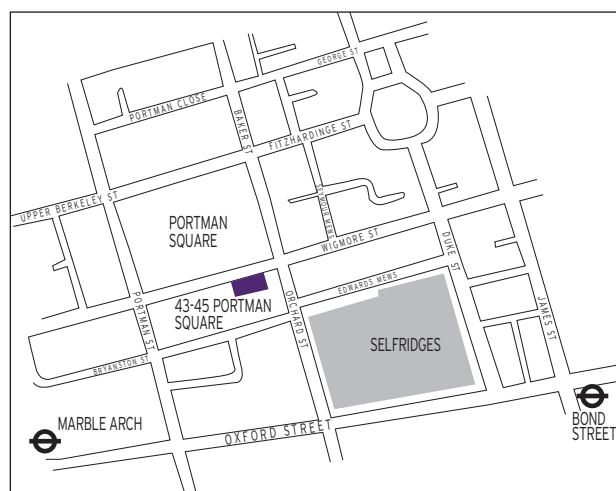 GEORGE ST
PORTMAN CLOSE
BAKER ST
FITZHARDINGE ST
UPPER BERKELEY ST
SEYMOUR MEWS
PORTMAN
SQUARE
WIGMORE ST
DUKE ST
EDWARDS MEWS
43-45 PORTMAN
SQUARE
ORCHARD ST
PORTMAN ST
JAMES ST
SELFRIDGES
BRYANSTON ST
MARBLE ARCH
OXFORD STREET
BOND
STREET